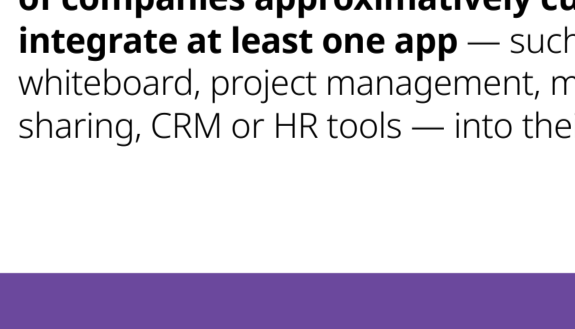 of companies approximatively
integrate at least one app — such
whiteboard, project management,
sharing, CRM or HR tools — into the